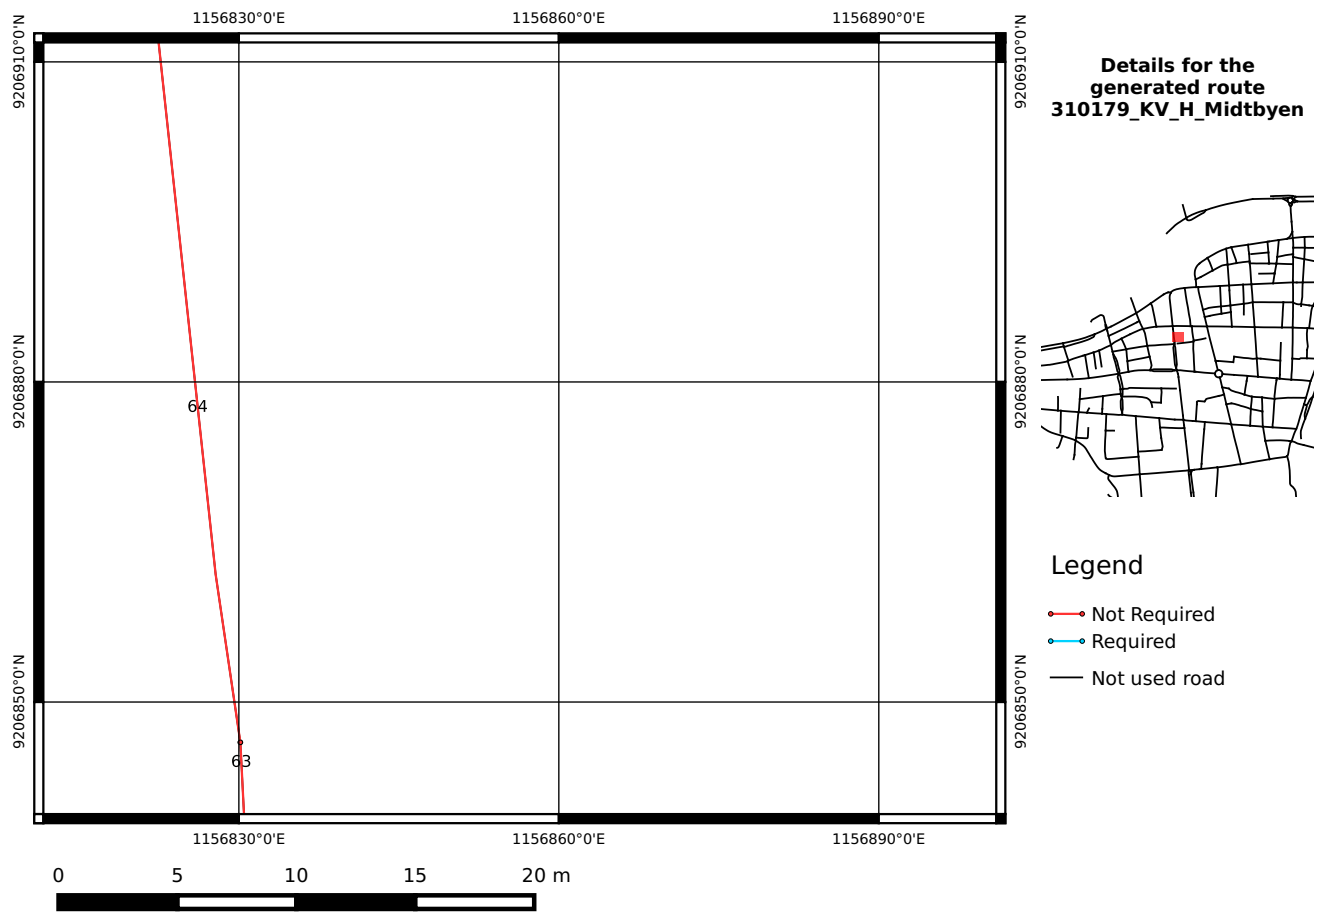 1156830°0'E 1156860°0'E 1156890°0'E
9206910°0'N
9206910°0'N
Details for the
generated route
310179_KV_H_Midtbyen
9206880°0'N
9206880°0'N
64
Legend
Not Required
Required
Not used road
9206850°0'N
9206850°0'N
63
1156830°0'E 1156860°0'E 1156890°0'E
0 5 10 15 20 m